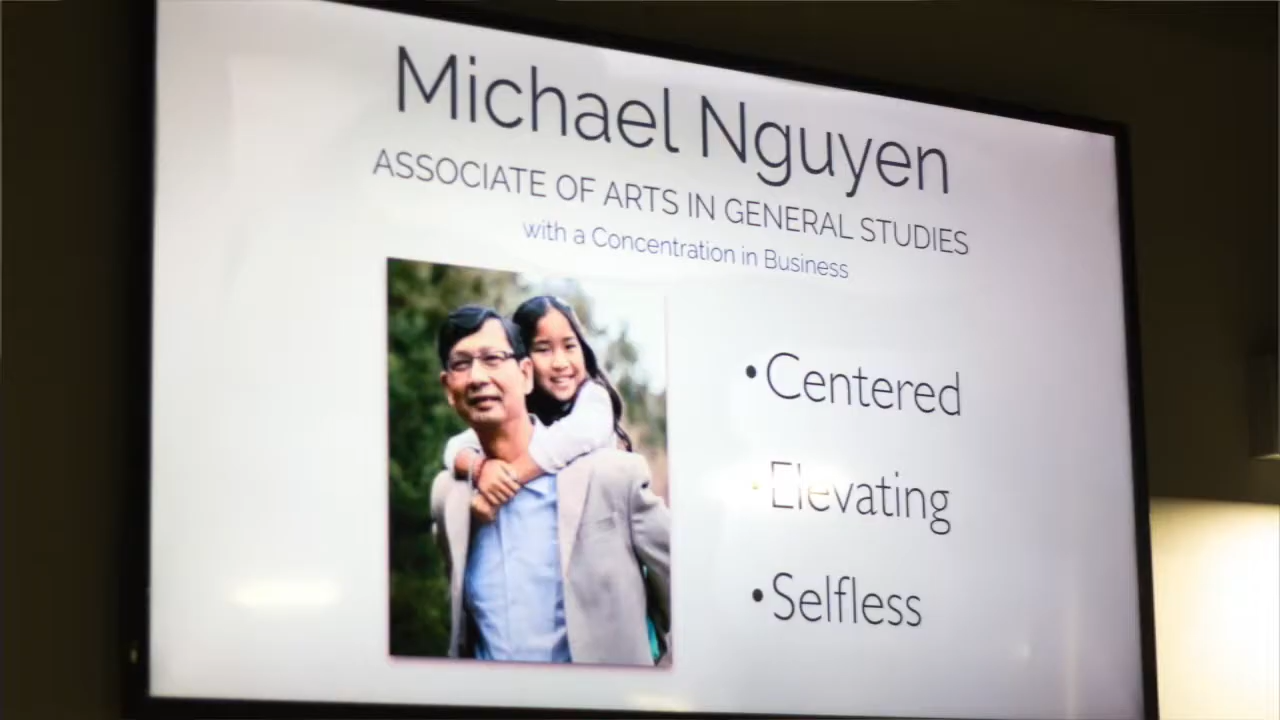 Michael Nguyen
ASSOCIATE OF ARTS IN GENERAL STUDIES
with a Concentration in Business
•Centered
•Elevating
•Selfless